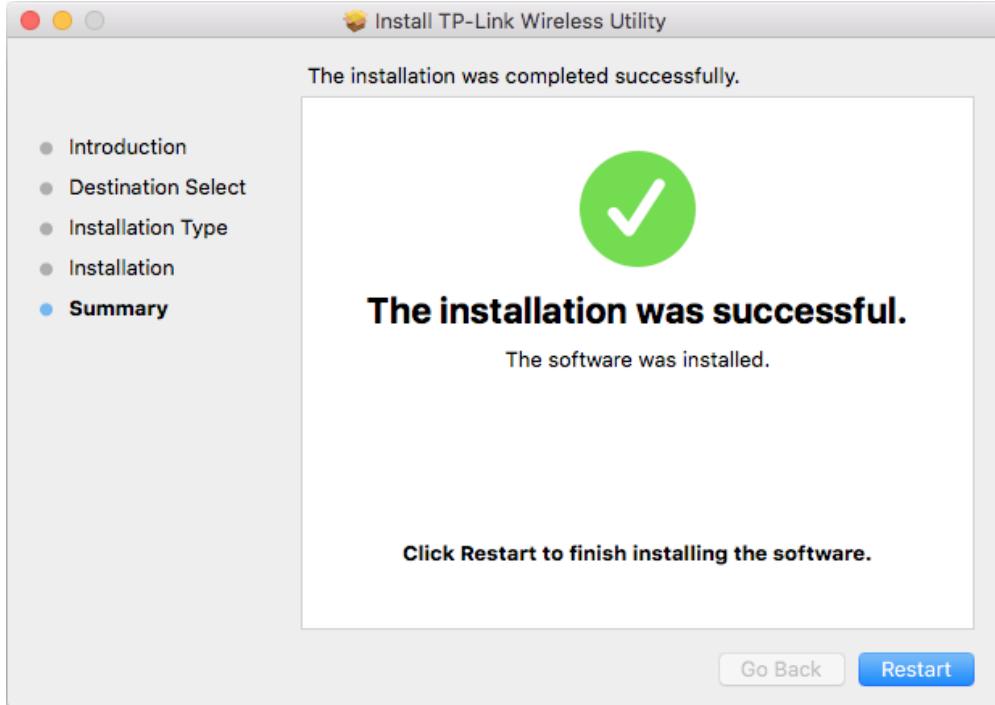 Install TP-Link Wireless Utility
The installation was completed successfully.
Introduction
Destination Select
Installation Type
Installation
Summary
The installation was successful.
The software was installed.
Click Restart to finish installing the software.
Go Back
Restart